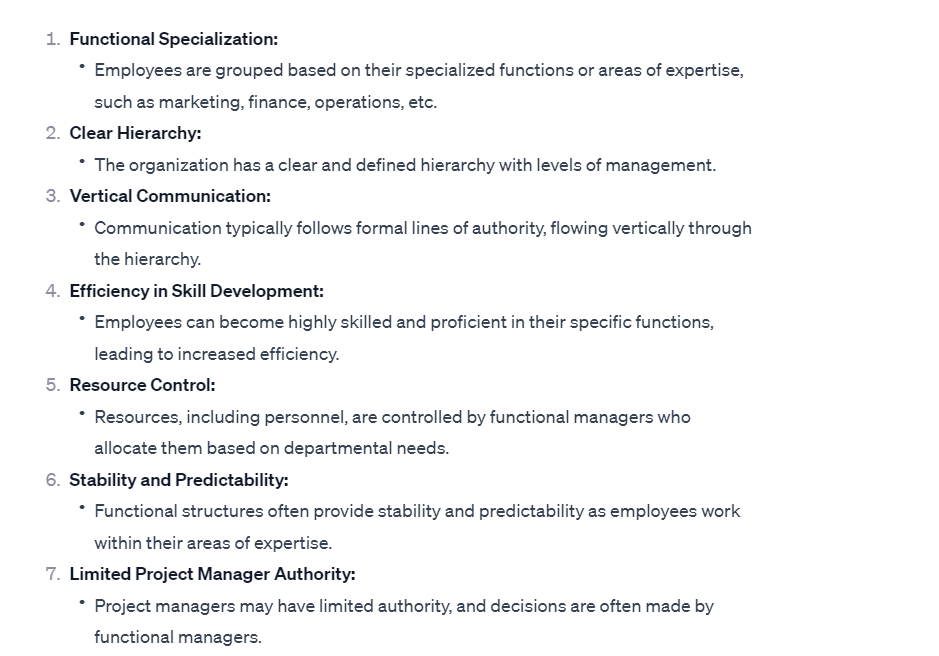 1. Functional Specialization:
• Employees are grouped based on their specialized functions or areas of expertise,
such as marketing, finance, operations, etc.
2. Clear Hierarchy:
• The organization has a clear and defined hierarchy with levels of management.
3. Vertical Communication:
• Communication typically follows formal lines of authority, flowing vertically through
the hierarchy.
4. Efficiency in Skill Development:
• Employees can become highly skilled and proficient in their specific functions,
leading to increased efficiency.
5. Resource Control:
• Resources, including personnel, are controlled by functional managers who
allocate them based on departmental needs.
6. Stability and Predictability:
• Functional structures often provide stability and predictability as employees work
within their areas of expertise.
7. Limited Project Manager Authority:
• Project managers may have limited authority, and decisions are often made by
functional managers.